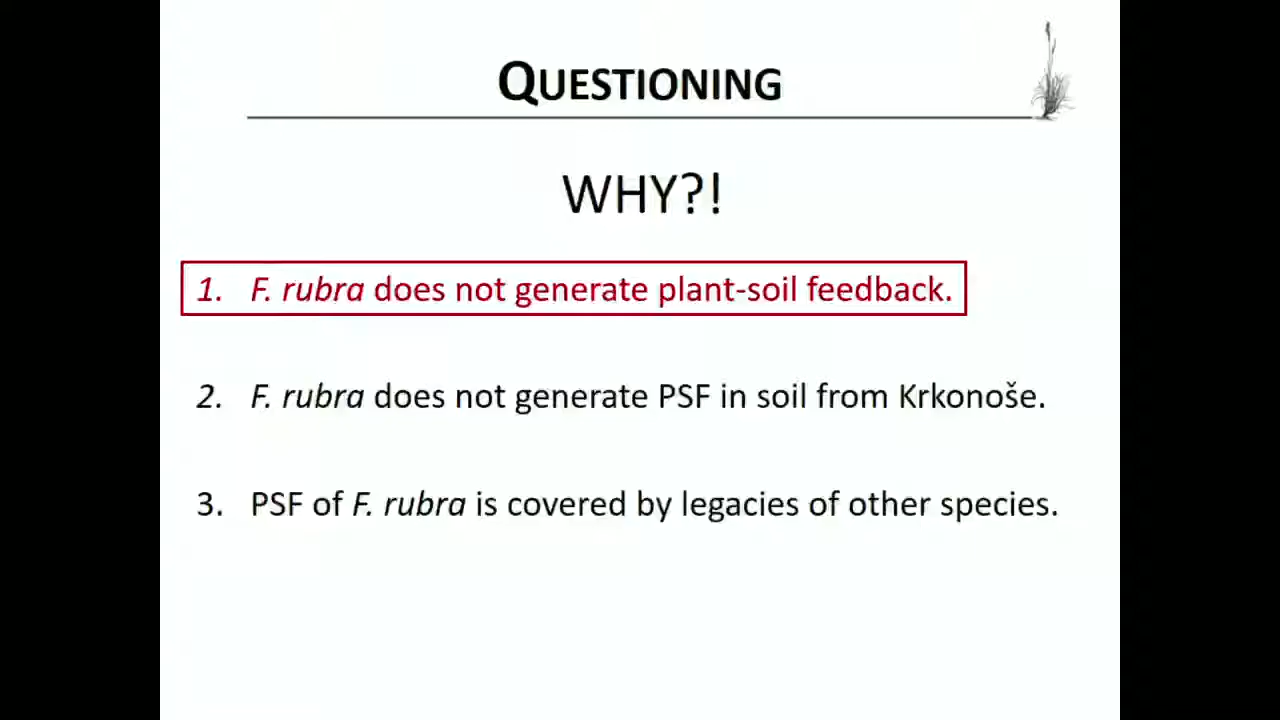 QUESTIONING
WHY?!
1. F. rubra does not generate plant-soil feedback.
2. F. rubra does not generate PSF in soil from Krkonoše.
3. PSF of F. rubra is covered by legacies of other species.